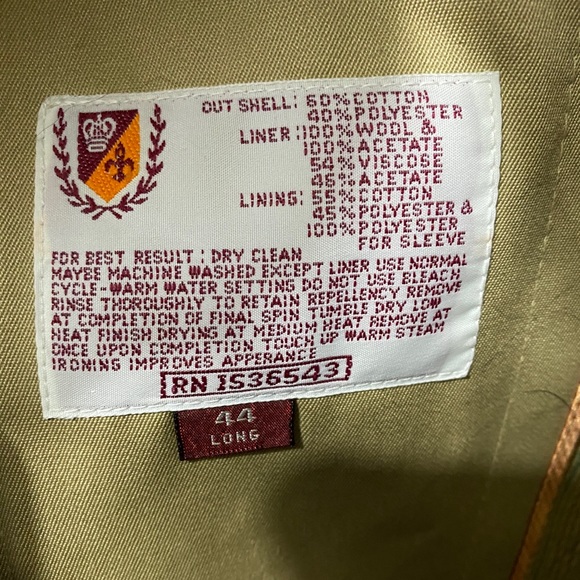 OUT SHELL: 60% COTTON
40% POLYESTER
LINER: 100% WOOL &
100% ACETATE
54% VISCOSE
46% ACETATE
LINING: 55% COTTON
45% POLYESTER &
100% POLYESTER
FOR SLEEVE
FOR BEST RESULT: DRY CLEAN
MAYBE MACHINE WASHED EXCEPT LINER USE NORMAL
CYCLE-WARM WATER SETTING DO NOT USE BLEACH
RINSE THOROUGHLY TO RETAIN REPELLENCY, REMOVE
AT COMPLETION OF FINAL SPIN TUMBLE DRY LOW
HEAT FINISH DRYING AT MEDIUM HEAT REMOVE AT
ONCE UPON COMPLETION TOUCH UP WARM STEAM
IRONING IMPROVES APPERANCE
RN 1536543
44
LONG